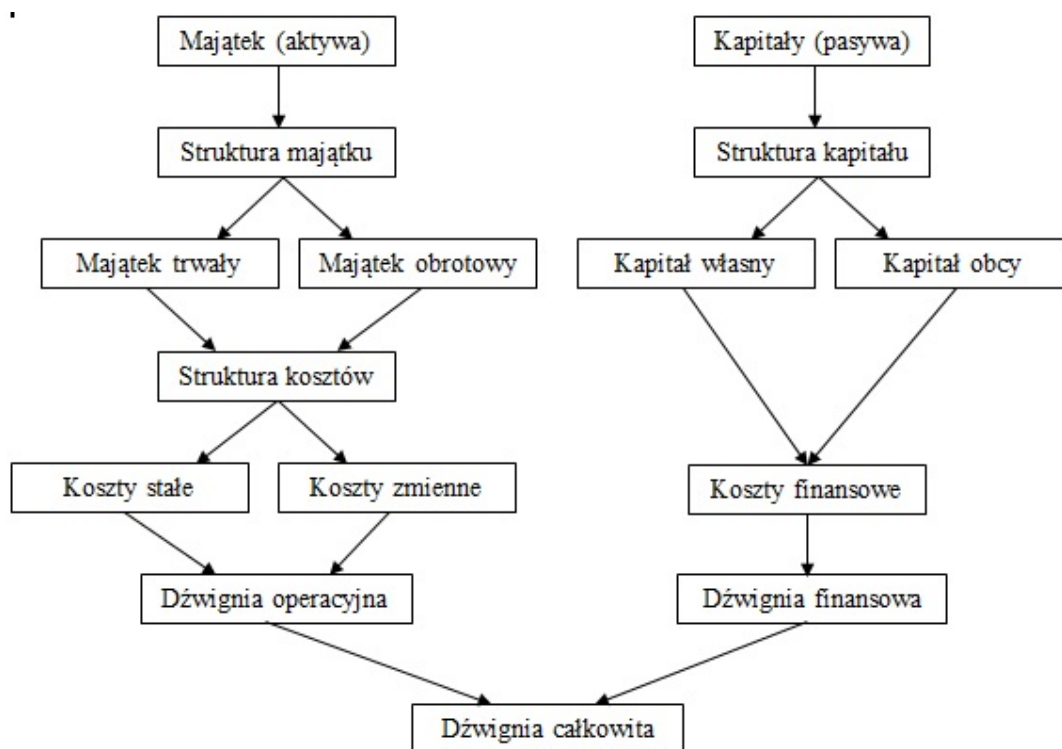 Majątek (aktywa)
Kapitały (pasywa)
Struktura majątku
Struktura kapitału
Majątek trwały
Majątek obrotowy
Kapitał własny
Kapitał obcy
Struktura kosztów
Koszty stałe
Koszty zmienne
Koszty finansowe
Dźwignia operacyjna
Dźwignia finansowa
Dźwignia całkowita